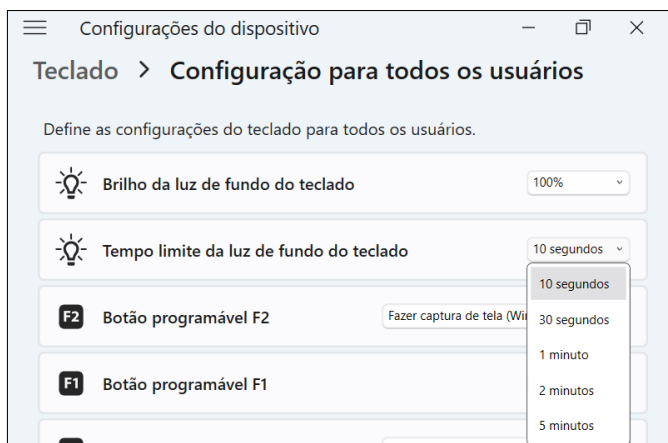 Configurações do dispositivo
Teclado > Configuração para todos os usuários
Define as configurações do teclado para todos os usuários.
Brilho da luz de fundo do teclado 100%
Tempo limite da luz de fundo do teclado 10 segundos
10 segundos
F2 Botão programável F2 Fazer captura de tela (Wi
30 segundos
1 minuto
F1 Botão programável F1
2 minutos
5 minutos